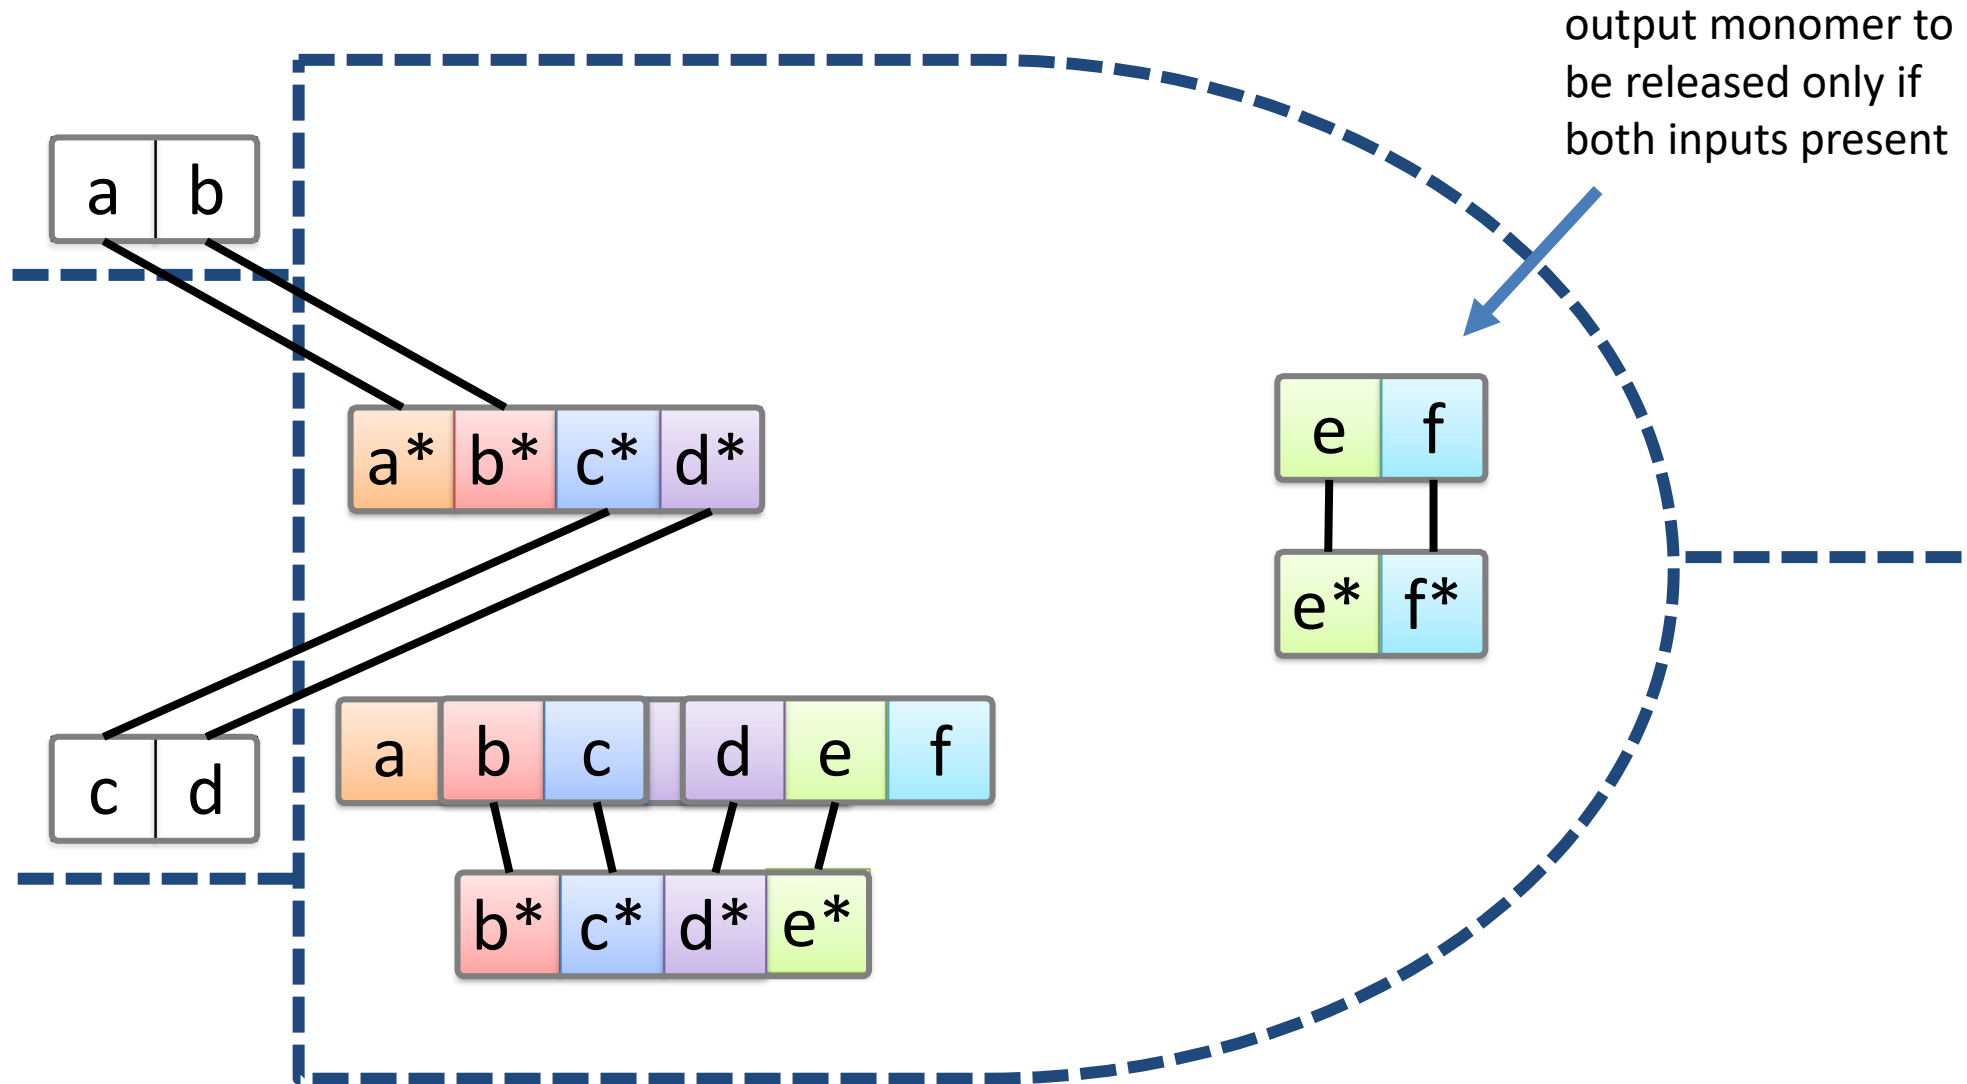 output monomer to
be released only if
both inputs present
a b
a* b* c* d*
e f
e* f*
c d
a b c d e f
b* c* d* e*